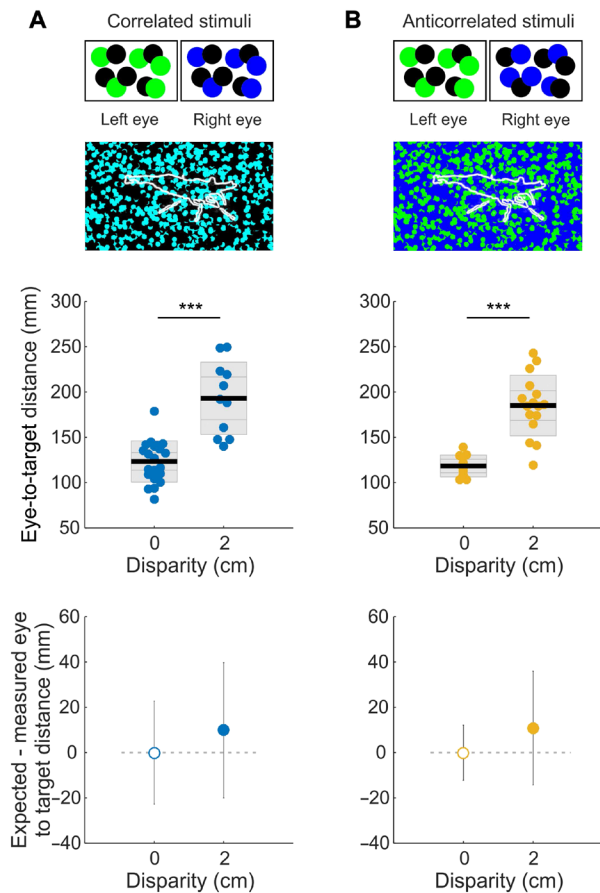 A
Correlated stimuli
Left eye
Right eye
B
Anticorrelated stimuli
Left eye
Right eye
Eye-to-target distance (mm)
300
250
200
150
100
50
***
0
2
Disparity (cm)
300
250
200
150
100
50
***
0
2
Disparity (cm)
Expected - measured eye
to target distance (mm)
60
40
20
0
−20
−40
0
2
Disparity (cm)
60
40
20
0
−20
−40
0
2
Disparity (cm)